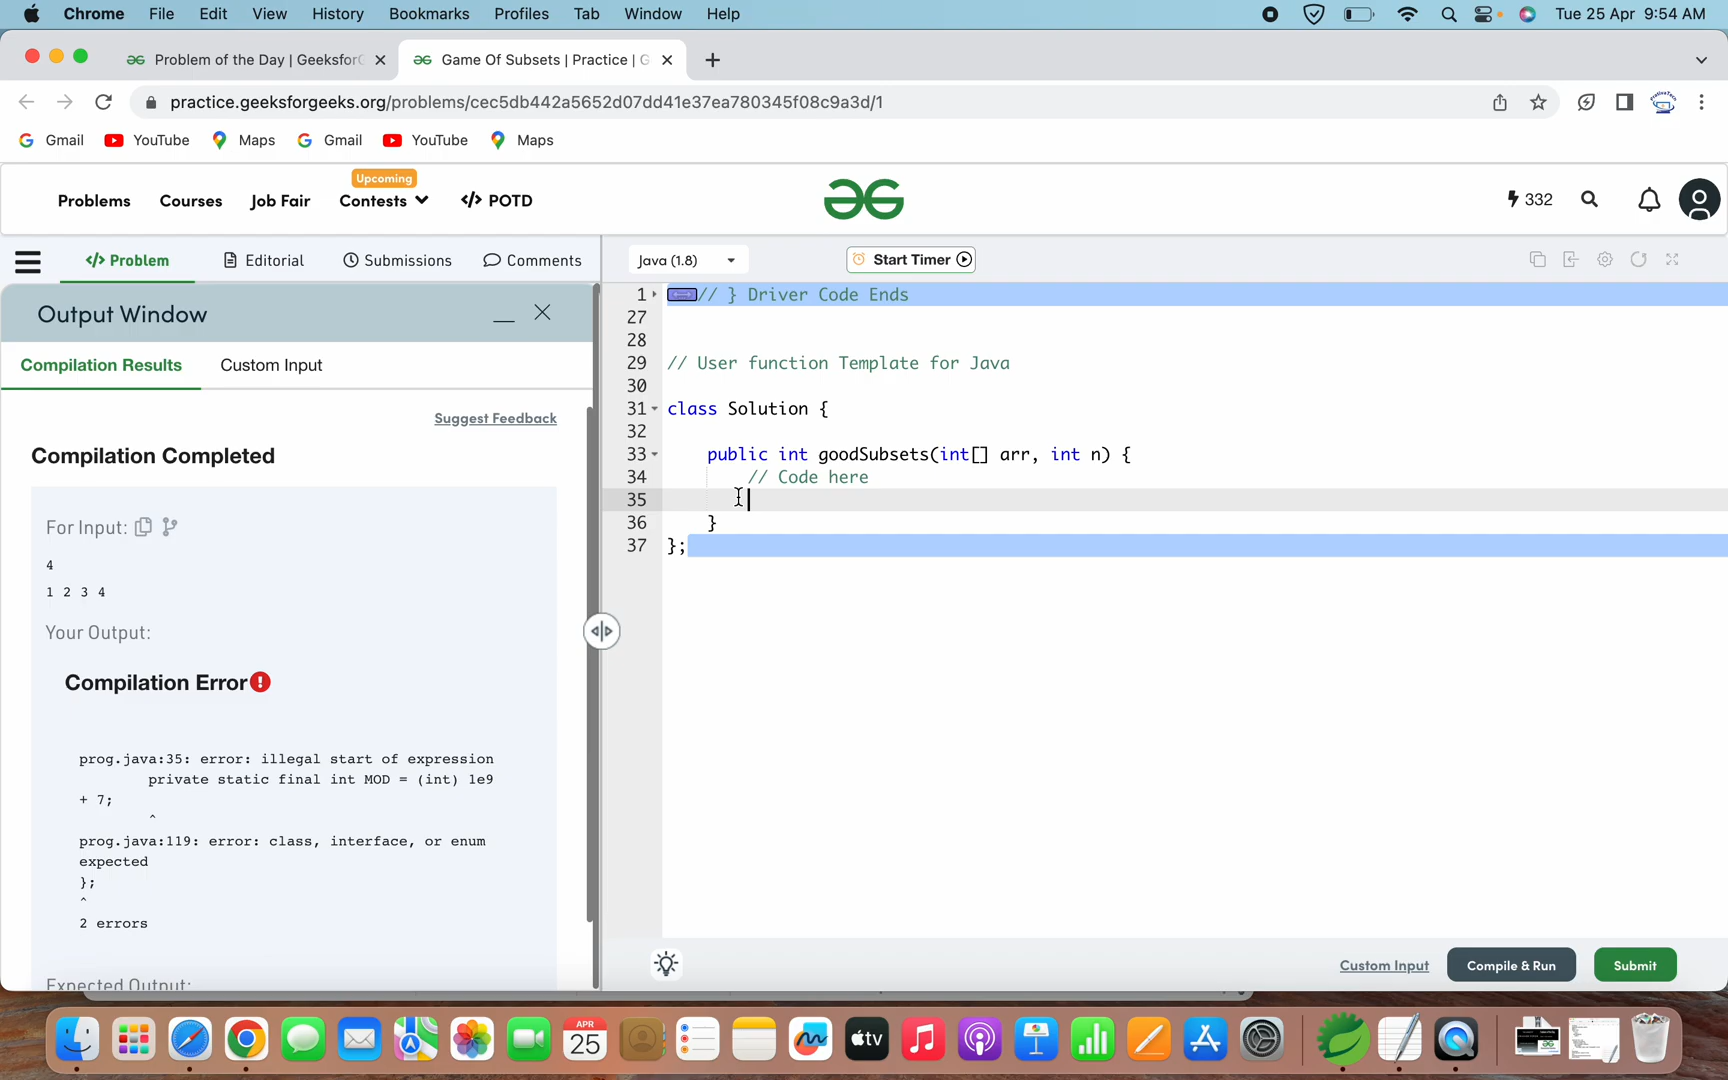 Chrome File Edit View History Bookmarks Profiles Tab Window Help Tue 25 Apr 9:54 AM
Problem of the Day | GeeksforG Game Of Subsets | Practice | G
practice.geeksforgeeks.org/problems/cec5db442a5652d07dd41e37ea780345f08c9a3d/1
Gmail YouTube Maps Gmail YouTube Maps
Upcoming
Problems Courses Job Fair Contests </> POTD 332
</> Problem Editorial Submissions Comments Java (1.8) Start Timer
Output Window
Compilation Results Custom Input
Suggest Feedback
Compilation Completed
For Input:
4
1 2 3 4
Your Output:
Compilation Error
prog.java:35: error: illegal start of expression
private static final int MOD = (int) 1e9
+ 7;
^
prog.java:119: error: class, interface, or enum
expected
};
^
2 errors
Expected Output:
1 // } Driver Code Ends
27
28
29 // User function Template for Java
30
31 class Solution {
32
33 public int goodSubsets(int[] arr, int n) {
34 // Code here
35
36 }
37 };
Custom Input Compile & Run Submit
APR
25
tv